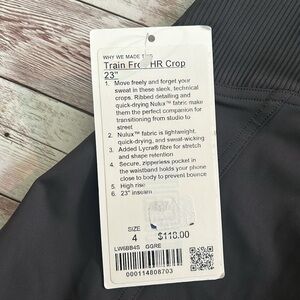 WHY WE MADE THIS
Train Free HR Crop
23"
1. Move freely and forget your
sweat in these sleek, technical
crops. Ribbed detailing and
quick-drying Nulux™ fabric make
them the perfect companion for
transitioning from studio to
street
2. Nulux™ fabric is lightweight,
quick-drying, and sweat-wicking
3. Added Lycra® fibre for stretch
and shape retention
4. Secure, zipperless pocket in
the waistband holds your phone
close to body to prevent bounce
5. High rise
6. 23" inseam
SIZE
4 $118.00
LW6BB4S GGRE
000114808703